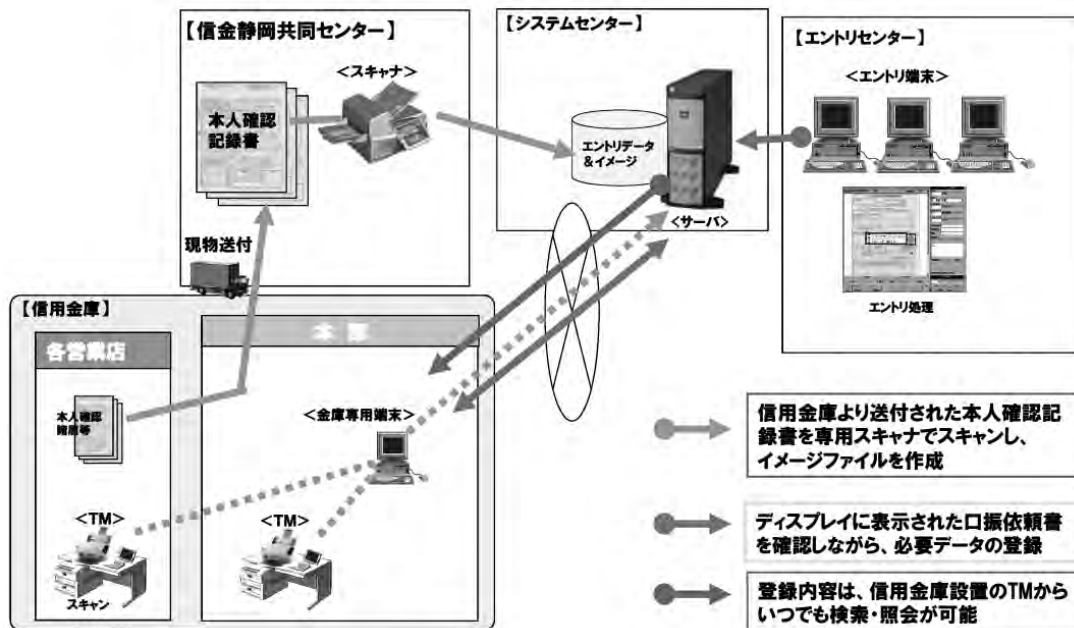 【信金静岡共同センター】
本人確認
記録書
<スキャナ>
【システムセンター】
エントリデータ
&イメージ
<サーバ>
【エントリセンター】
<エントリ端末>
エントリ処理
現物送付
【信用金庫】
各営業店
本人確認
<TM>
スキャン
本部
<金庫専用端末>
<TM>
信用金庫より送付された本人確認記
録書を専用スキャナでスキャンし、
イメージファイルを作成
ディスプレイに表示された口振依頼書
を確認しながら、必要データの登録
登録内容は、信用金庫設置のTMから
いつでも検索・照会が可能